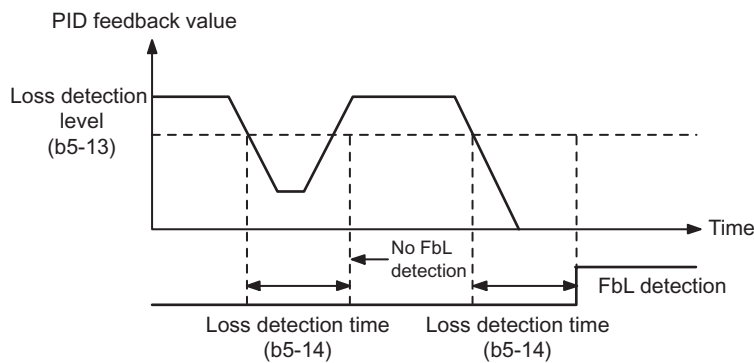 PID feedback value
Loss detection
level
(b5-13)
Time
No FbL
detection
FbL detection
Loss detection time
(b5-14)
Loss detection time
(b5-14)